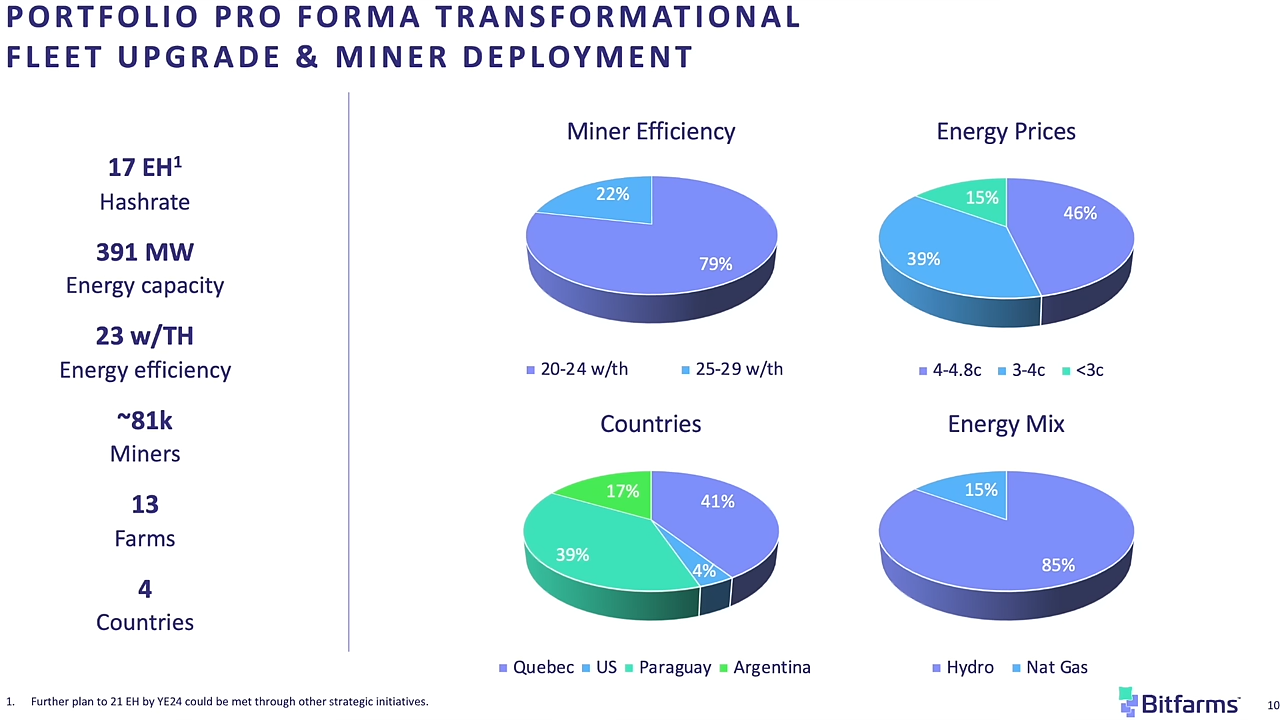 PORTFOLIO PRO FORMA TRANSFORMATIONAL
FLEET UPGRADE & MINER DEPLOYMENT
17 EH1
Hashrate
391 MW
Energy capacity
23 w/TH
Energy efficiency
~81k
Miners
13
Farms
4
Countries
Miner Efficiency
22%
79%
20-24 w/th 25-29 w/th
Energy Prices
15%
46%
39%
4-4.8c 3-4c <3c
Countries
17%
41%
39%
4%
Quebec US Paraguay Argentina
Energy Mix
15%
85%
Hydro Nat Gas
1. Further plan to 21 EH by YE24 could be met through other strategic initiatives.
Bitfarms™
10